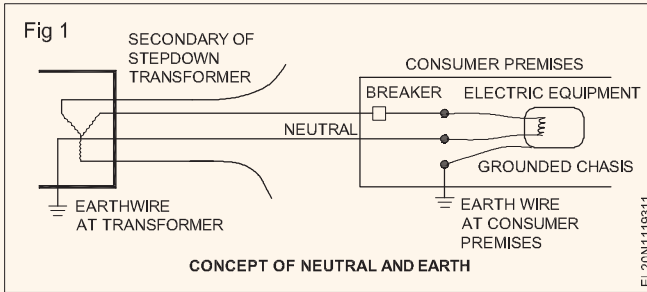 Fig 1
SECONDARY OF
STEPDOWN
TRANSFORMER
CONSUMER PREMISES
BREAKER
ELECTRIC EQUIPMENT
NEUTRAL
GROUNDED CHASIS
EARTHWIRE
AT TRANSFORMER
EARTH WIRE
AT CONSUMER
PREMISES
CONCEPT OF NEUTRAL AND EARTH
EL20N1119311